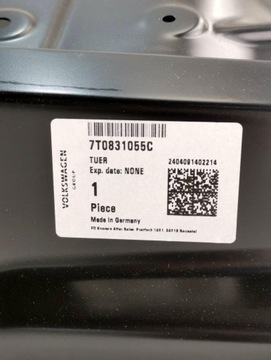 7T0831055C
TUER
Exp. date: NONE
2404091402214
1
Piece
Made in Germany
VOLKSWAGEN
GROUP